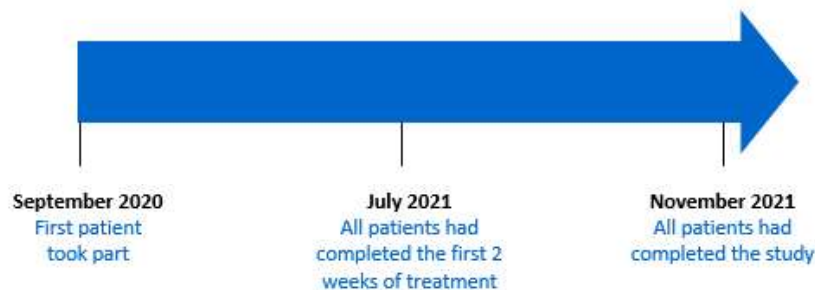 September 2020
First patient
took part
July 2021
All patients had
completed the first 2
weeks of treatment
November 2021
All patients had
completed the study